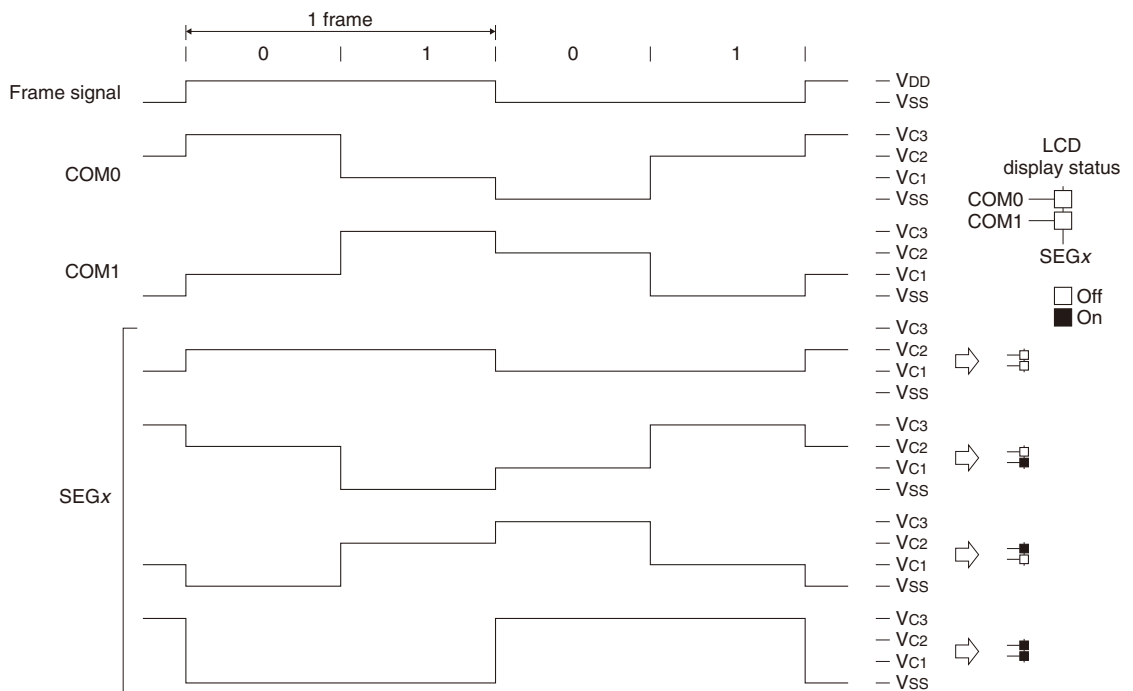 1 frame
0 1 0 1
Frame signal
VDD
VSS
COM0
VC3
VC2
VC1
VSS
COM1
VC3
VC2
VC1
VSS
LCD
display status
COM0
COM1
SEGx
Off
On
SEGx
VC3
VC2
VC1
VSS
VC3
VC2
VC1
VSS
VC3
VC2
VC1
VSS
VC3
VC2
VC1
VSS